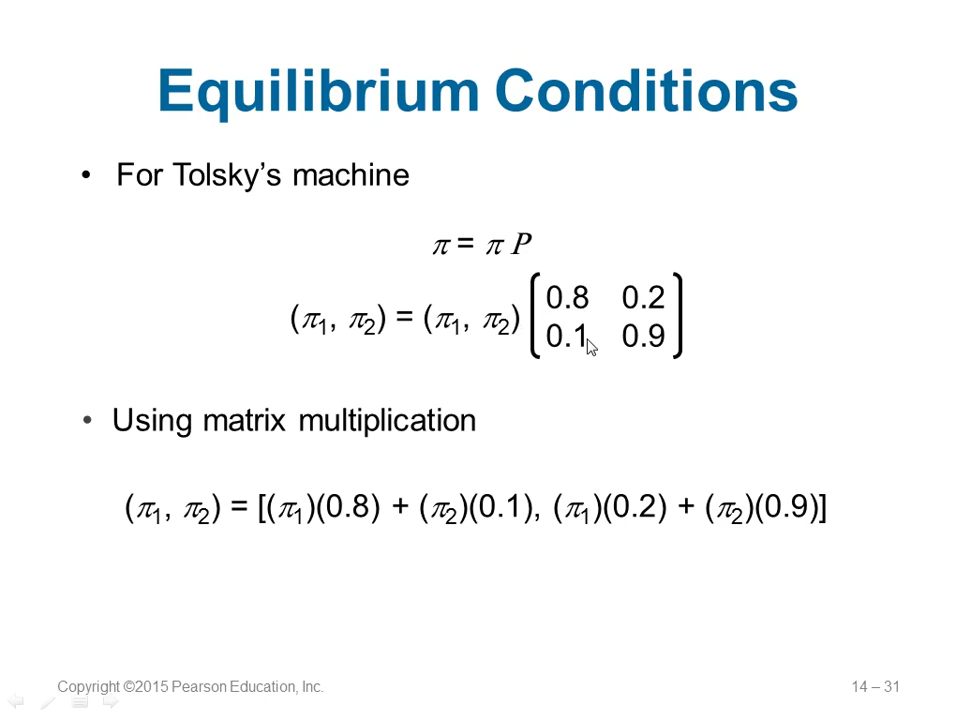 Equilibrium Conditions
• For Tolsky’s machine
π = π P
(π₁, π₂) = (π₁, π₂) [0.8 0.2
0.1 0.9]
• Using matrix multiplication
(π₁, π₂) = [(π₁)(0.8) + (π₂)(0.1), (π₁)(0.2) + (π₂)(0.9)]
Copyright ©2015 Pearson Education, Inc.
14 – 31